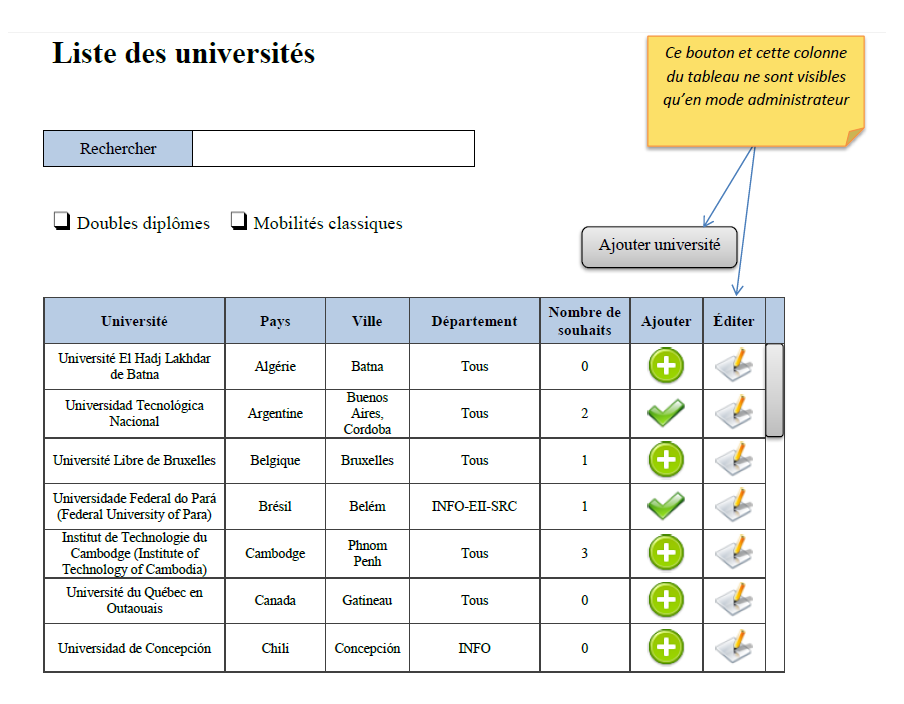 Liste des universités
Ce bouton et cette colonne
du tableau ne sont visibles
qu’en mode administrateur
Rechercher
Doubles diplômes Mobilités classiques
Ajouter université
Université Pays Ville Département Nombre de souhaits Ajouter Éditer
Université El Hadj Lakhdar
de Batna
Algérie Batna Tous 0
Universidad Tecnológica
Nacional
Argentine
Buenos
Aires,
Cordoba
Tous 2
Université Libre de Bruxelles Belgique Bruxelles Tous 1
Universidade Federal do Pará
(Federal University of Para)
Brésil Belém INFO-EII-SRC 1
Institut de Technologie du
Cambodge (Institute of
Technology of Cambodia)
Cambodge
Phnom
Penh
Tous 3
Université du Québec en
Outaouais
Canada Gatineau Tous 0
Universidad de Concepción Chili Concepción INFO 0